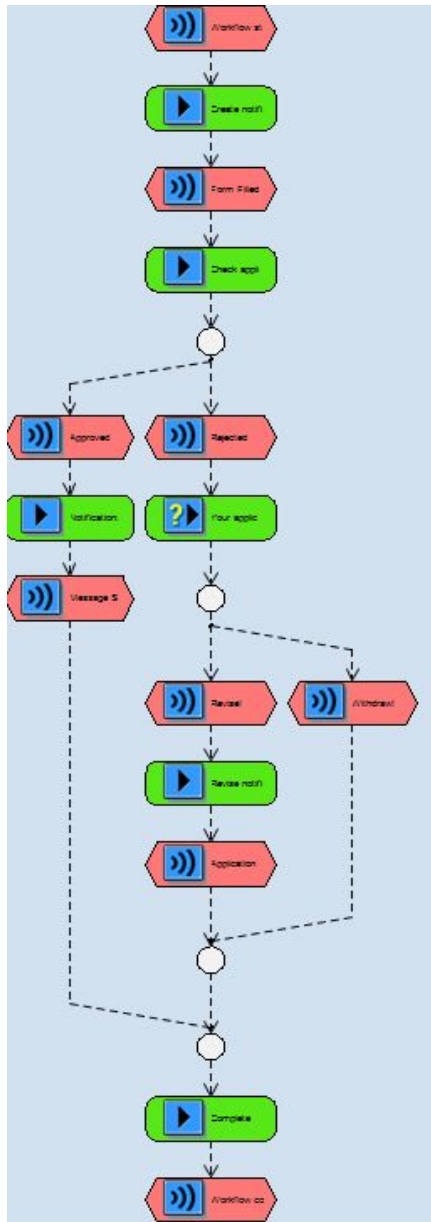 Workflow st
Create notifi
Form Filled
Check appli
Approved
Rejected
Notification
Your applic
?
Message S
Revise!
Withdraw!
Revise notifi
Application
Complete
Workflow co